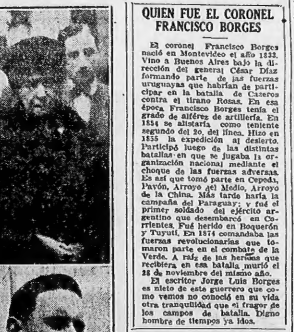 QUIEN FUE EL CORONEL
FRANCISCO BORGES
El coronel Francisco Borges
nació en Montevideo el año 1832.
Vino a Buenos Aires bajo la di-
rección del general César Díaz
formando parte de las fuerzas
uruguayas que habrían de parti-
cipar en la batalla de Caseros
contra el tirano Rosas. En esa
época Francisco Borges tenía el
grado de alférez de artillería. En
1854 se alistaría como teniente
segundo del 2o. de línea. Hizo en
1855 la expedición al desierto.
Participó luego de las distintas
batallas en que se jugaba la or-
ganización nacional mediante el
choque de las fuerzas adversas.
Es así que tomó parte en Cepeda,
Pavón, Arroyo del Medio, Arroyo
de la China. Más tarde haría la
campaña del Paraguay; y fué el
primer soldado del ejército ar-
gentino que desembarcó en Co-
rrientes. Fué herido en Boquerón
y Tuyutí. En 1874 comandaba las
fuerzas revolucionarias que to-
maron parte en el combate de la
Verde. A raíz de las heridas que
recibiera en esa batalla murió el
28 de noviembre del mismo año.
El escritor Jorge Luis Borges
es nieto de este guerrero que co-
mo vemos no conoció en su vida
otra tranquilidad que el fragor de
los campos de batalla. Digno
hombre de tiempos ya idos.